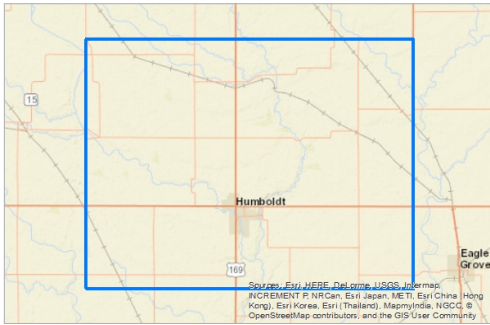 15
Humboldt
Eagle
Grove
169
Sources: Esri, HERE, DeLorme, USGS, Intermap,
INCREMENT P, NRCan, Esri Japan, METI, Esri China (Hong
Kong), Esri Korea, Esri (Thailand), MapmyIndia, NGCC, ©
OpenStreetMap contributors, and the GIS User Community